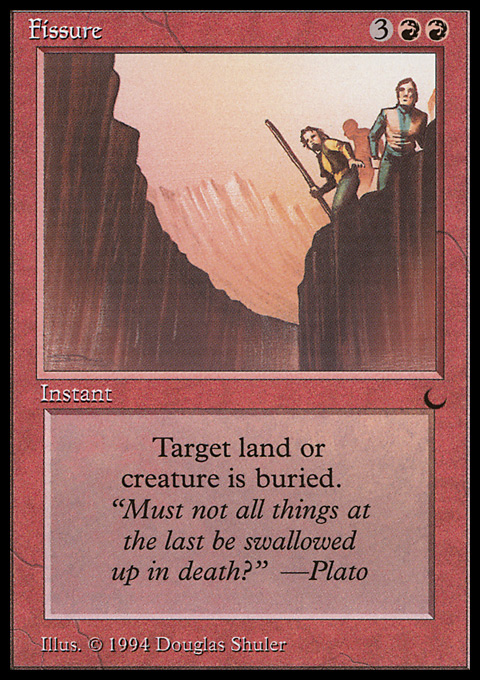 Fissure 3
Instant
Target land or
creature is buried.
“Must not all things at
the last be swallowed
up in death?” —Plato
Illus. © 1994 Douglas Shuler